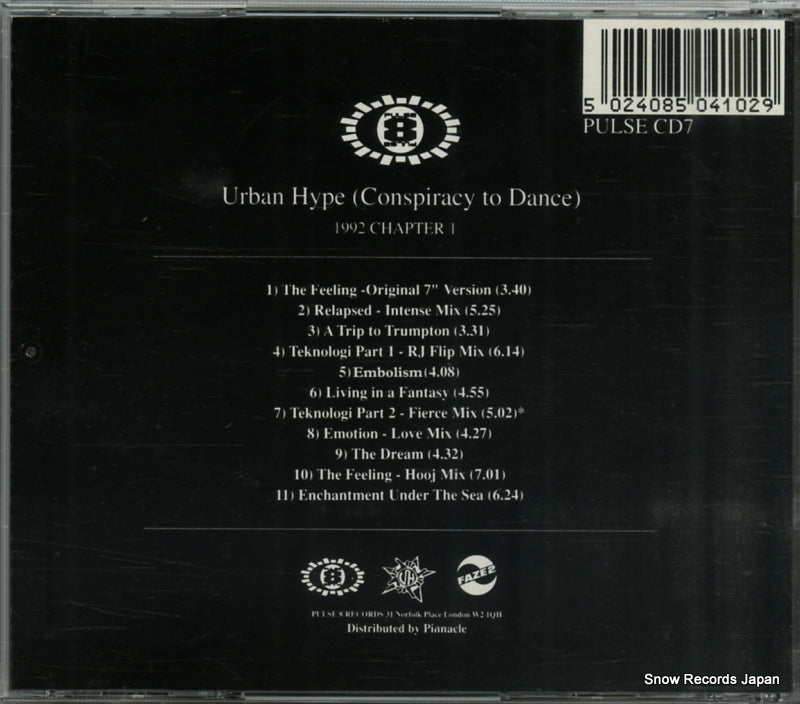 5 024085 041029
PULSE CD7
8
Urban Hype (Conspiracy to Dance)
1992 CHAPTER 1
1) The Feeling -Original 7" Version (3.40)
2) Relapsed - Intense Mix (5.25)
3) A Trip to Trumpton (3.31)
4) Teknologi Part 1 - RJ Flip Mix (6.14)
5) Embolism (4.08)
6) Living in a Fantasy (4.55)
7) Teknologi Part 2 - Fierce Mix (5.02)*
8) Emotion - Love Mix (4.27)
9) The Dream (4.32)
10) The Feeling - Hooj Mix (7.01)
11) Enchantment Under The Sea (6.24)
8 UH FAZE2
PULSE 8 RECORDS 31 Norfolk Place London W2 1QH
Distributed by Pinnacle
Snow Records Japan